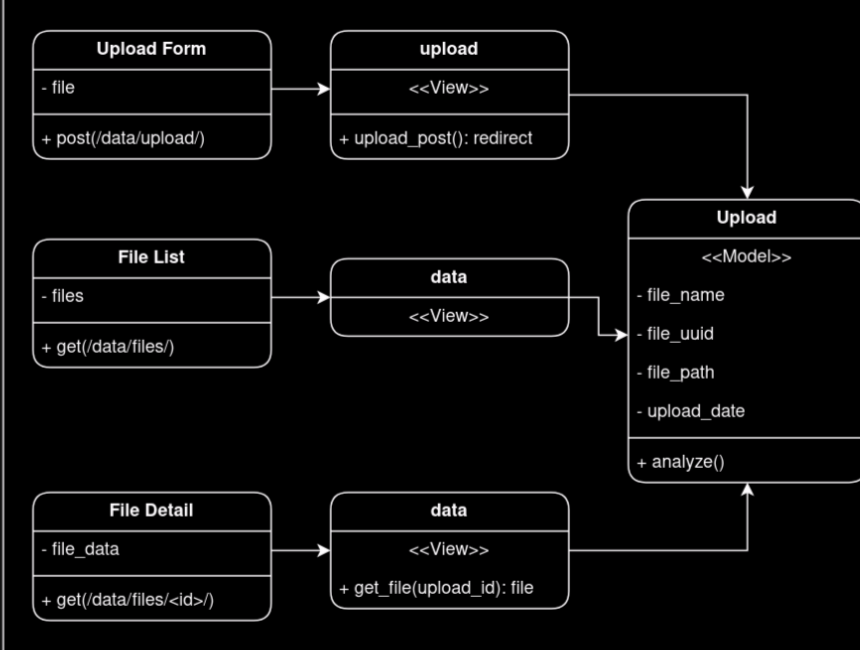 Upload Form
- file
+ post(/data/upload/)
upload
<<View>>
+ upload_post(): redirect
File List
- files
+ get(/data/files/)
data
<<View>>
Upload
<<Model>>
- file_name
- file_uuid
- file_path
- upload_date
+ analyze()
File Detail
- file_data
+ get(/data/files/<id>/)
data
<<View>>
+ get_file(upload_id): file